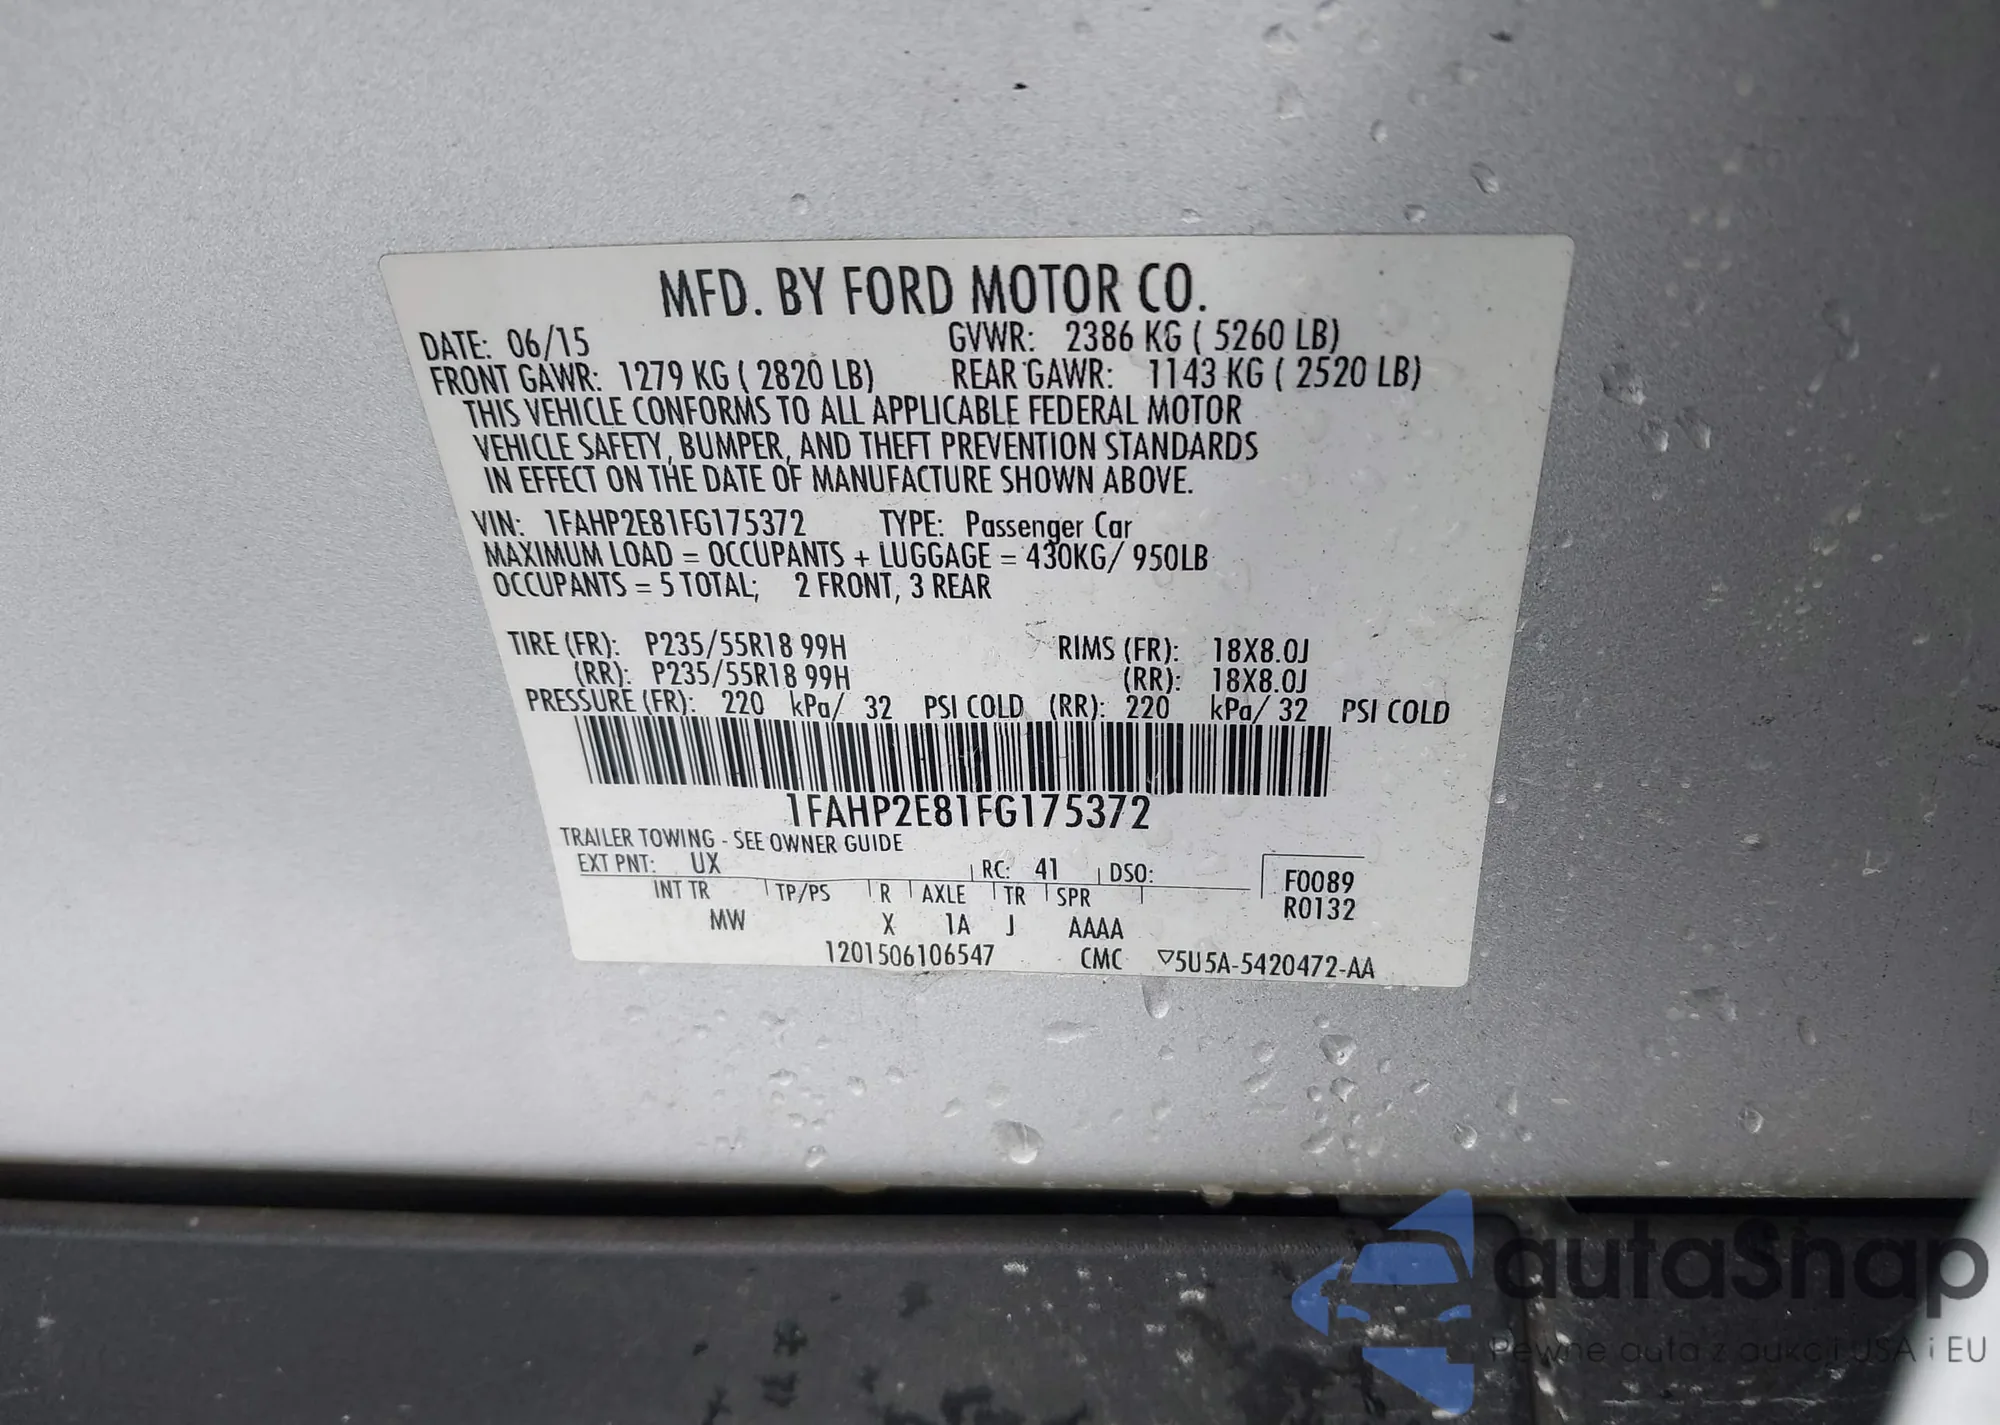 MFD. BY FORD MOTOR CO.
DATE: 06/15 GVWR: 2386 KG ( 5260 LB)
FRONT GAWR: 1279 KG ( 2820 LB) REAR GAWR: 1143 KG ( 2520 LB)
THIS VEHICLE CONFORMS TO ALL APPLICABLE FEDERAL MOTOR
VEHICLE SAFETY, BUMPER, AND THEFT PREVENTION STANDARDS
IN EFFECT ON THE DATE OF MANUFACTURE SHOWN ABOVE.
VIN: 1FAHP2E81FG175372 TYPE: Passenger Car
MAXIMUM LOAD = OCCUPANTS + LUGGAGE = 430KG/ 950LB
OCCUPANTS = 5 TOTAL; 2 FRONT, 3 REAR
TIRE (FR): P235/55R18 99H RIMS (FR): 18X8.0J
(RR): P235/55R18 99H (RR): 18X8.0J
PRESSURE (FR): 220 kPa/ 32 PSI COLD (RR): 220 kPa/ 32 PSI COLD
1FAHP2E81FG175372
TRAILER TOWING - SEE OWNER GUIDE
EXT PNT: UX RC: 41 DSO:
INT TR TP/PS R AXLE TR SPR
F0089
R0132
MW X 1A J AAAA
1201506106547 CMC ▽5U5A-5420472-AA
autaSnap
Pewne auta z aukcji USA i EU